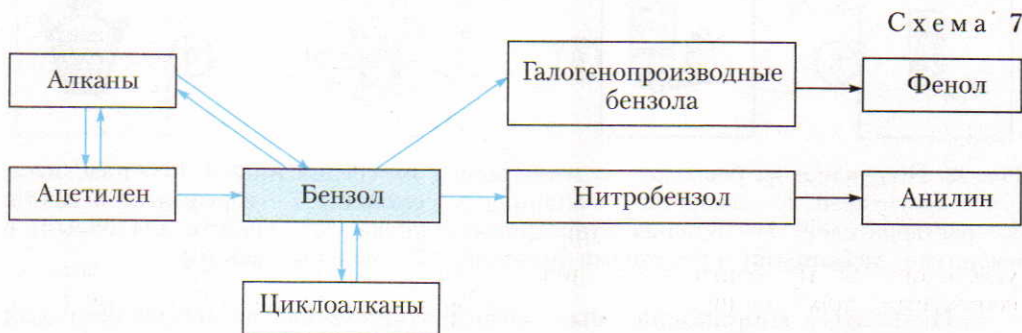 Схема 7
Алканы
Галогенопроизводные
бензола
Фенол
Ацетилен
Бензол
Нитробензол
Анилин
Циклоалканы